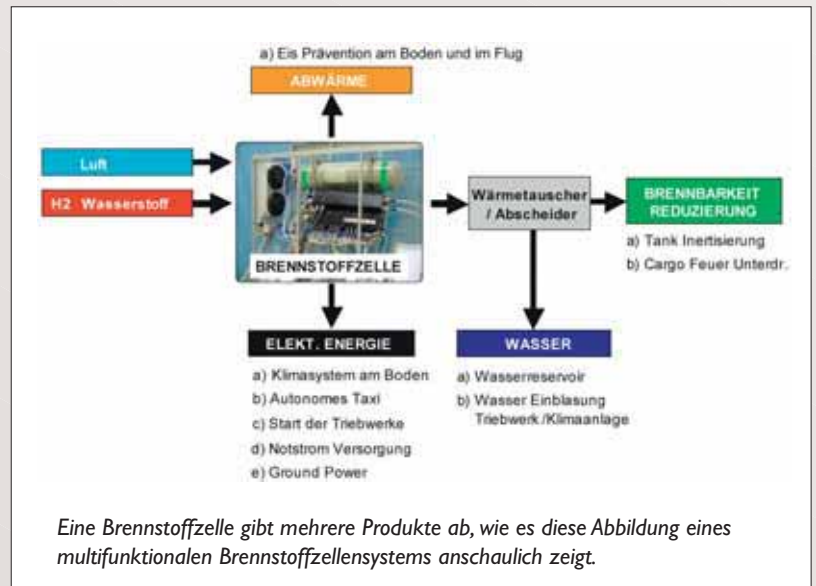 a) Eis Prävention am Boden und im Flug
ABWÄRME
Luft
H2 Wasserstoff
BRENNSTOFFZELLE
Wärmetauscher
/ Abscheider
BRENNBARKEIT
REDUZIERUNG
a) Tank Inertisierung
b) Cargo Feuer Unterdr.
ELEKT. ENERGIE
a) Klimasystem am Boden
b) Autonomes Taxi
c) Start der Triebwerke
d) Notstrom Versorgung
e) Ground Power
WASSER
a) Wasserreservoir
b) Wasser Einblasung
Triebwerk./Klimaanlage
Eine Brennstoffzelle gibt mehrere Produkte ab, wie es diese Abbildung eines
multifunktionalen Brennstoffzellensystems anschaulich zeigt.